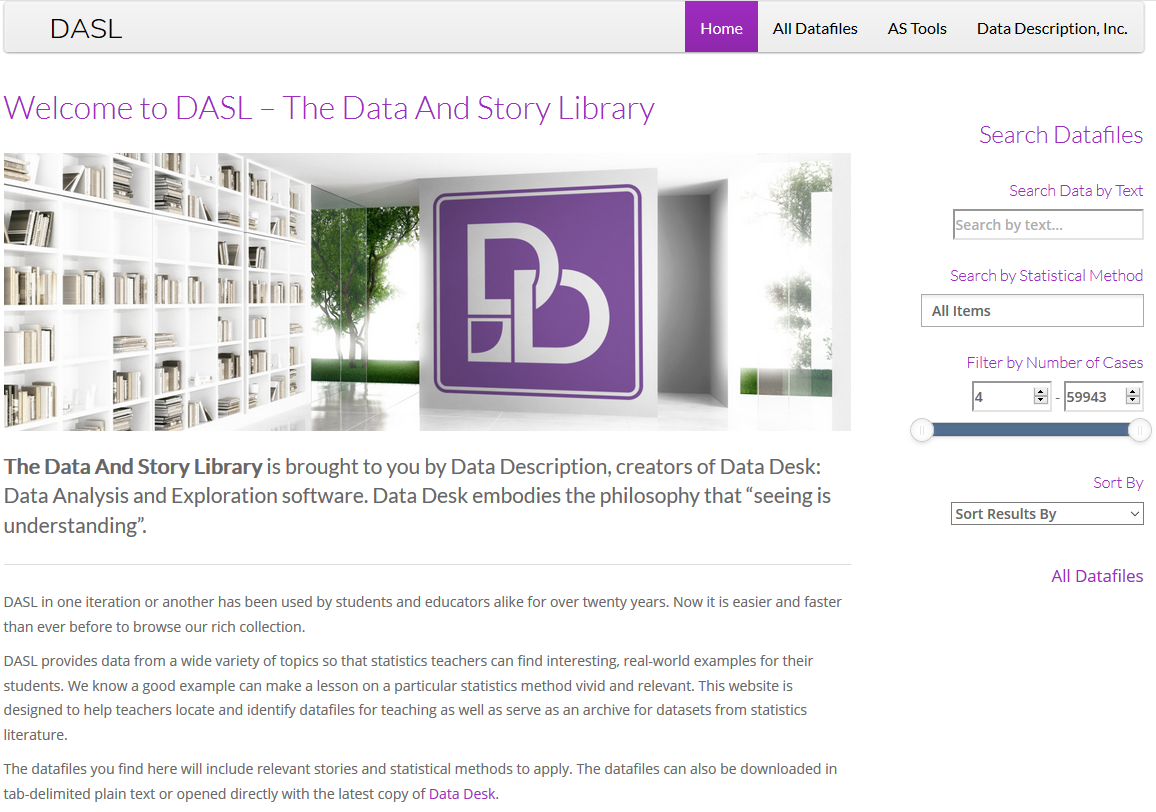 DASL
Home
All Datafiles
AS Tools
Data Description, Inc.
Welcome to DASL – The Data And Story Library
The Data And Story Library is brought to you by Data Description, creators of Data Desk:
Data Analysis and Exploration software. Data Desk embodies the philosophy that “seeing is
understanding”.
DASL in one iteration or another has been used by students and educators alike for over twenty years. Now it is easier and faster
than ever before to browse our rich collection.
DASL provides data from a wide variety of topics so that statistics teachers can find interesting, real-world examples for their
students. We know a good example can make a lesson on a particular statistics method vivid and relevant. This website is
designed to help teachers locate and identify datafiles for teaching as well as serve as an archive for datasets from statistics
literature.
The datafiles you find here will include relevant stories and statistical methods to apply. The datafiles can also be downloaded in
tab-delimited plain text or opened directly with the latest copy of Data Desk.
Search Datafiles
Search Data by Text
Search by text...
Search by Statistical Method
All Items
Filter by Number of Cases
4 - 59943
Sort By
Sort Results By
All Datafiles